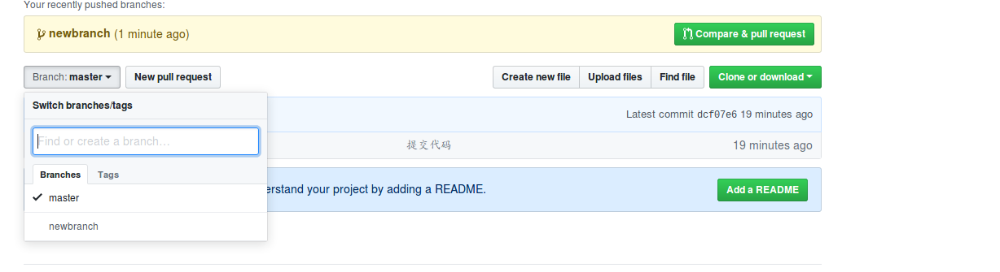 Your recently pushed branches:
newbranch (1 minute ago)
Compare & pull request
Branch: master
New pull request
Create new file
Upload files
Find file
Clone or download
Switch branches/tags
Latest commit dcf07e6 19 minutes ago
Find or create a branch…
提交代码
19 minutes ago
Branches
Tags
erstand your project by adding a README.
Add a README
master
newbranch